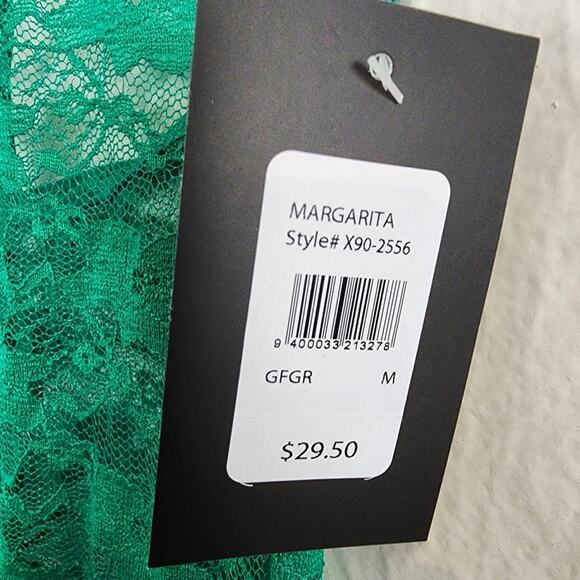 MARGARITA
Style# X90-2556
9 400033 213278
GFGR M
$29.50